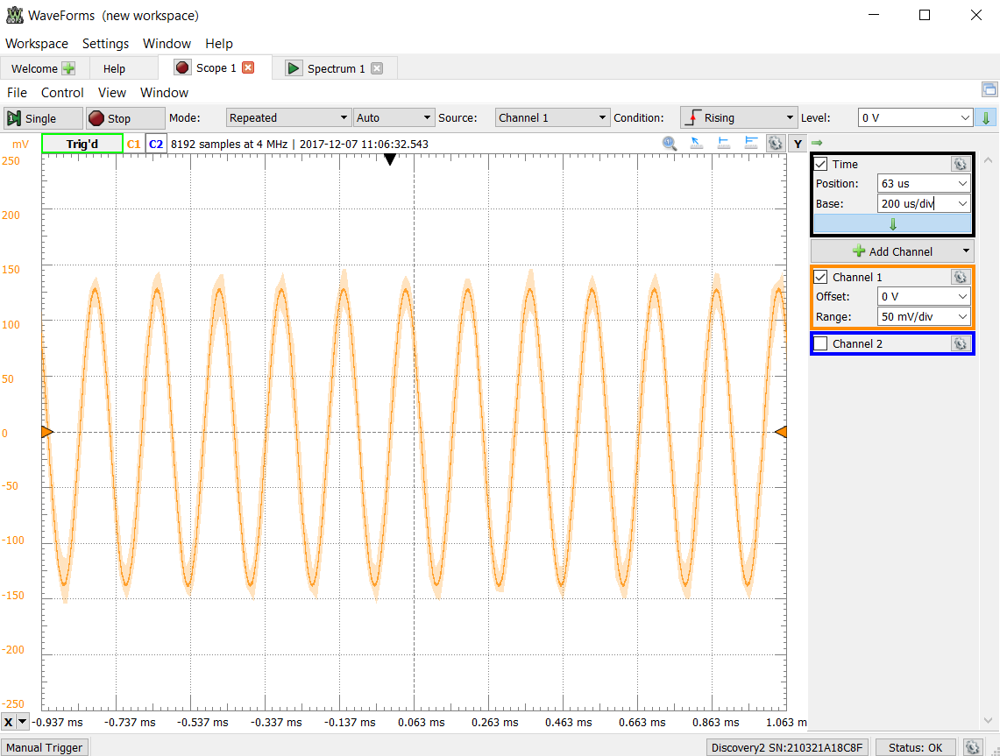 WaveForms (new workspace)
Workspace Settings Window Help
Welcome Help Scope 1 Spectrum 1
File Control View Window
Single Stop Mode: Repeated Auto Source: Channel 1 Condition: Rising Level: 0 V
mV Trig'd C1 C2 8192 samples at 4 MHz | 2017-12-07 11:06:32.543 Y
250
200
150
100
50
0
-50
-100
-150
-200
-250
X -0.937 ms -0.737 ms -0.537 ms -0.337 ms -0.137 ms 0.063 ms 0.263 ms 0.463 ms 0.663 ms 0.863 ms 1.063 m
Time
Position: 63 us
Base: 200 us/div
Add Channel
Channel 1
Offset: 0 V
Range: 50 mV/div
Channel 2
Manual Trigger Discovery2 SN:210321A18C8F Status: OK